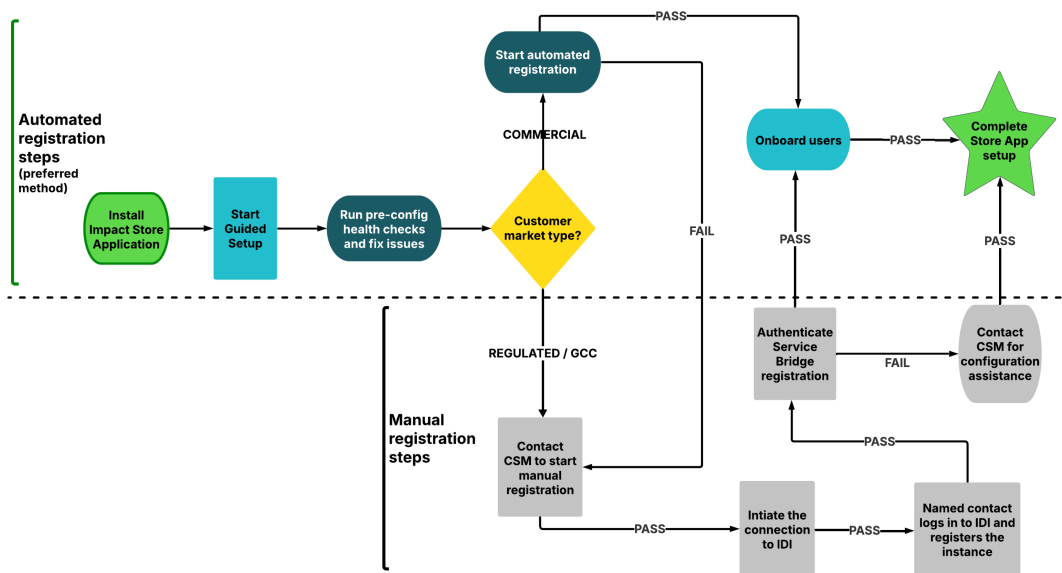 PASS
Start automated
registration
Automated
registration
steps
(preferred
method)
COMMERCIAL
Onboard users
PASS
Complete
Store App
setup
Install
Impact Store
Application
Start
Guided
Setup
Run pre-config
health checks
and fix issues
Customer
market type?
FAIL
PASS
PASS
REGULATED / GCC
Authenticate
Service
Bridge
registration
FAIL
Contact
CSM for
configuration
assistance
Manual
registration
steps
Contact
CSM to start
manual
registration
PASS
PASS
Intiate the
connection
to IDI
PASS
Named contact
logs in to IDI and
registers the
instance